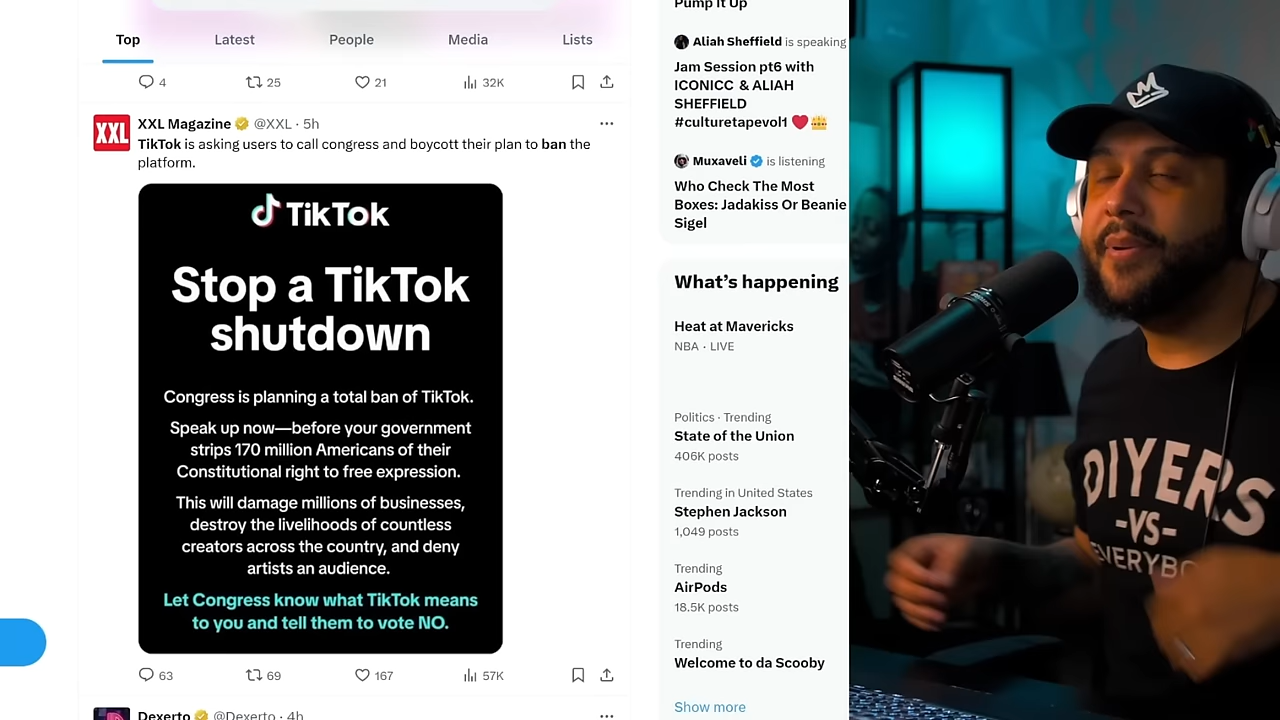 Top Latest People Media Lists
4 25 21 32K
XXL
XXL Magazine @XXL · 5h
TikTok is asking users to call congress and boycott their plan to ban the
platform.
TikTok
Stop a TikTok
shutdown
Congress is planning a total ban of TikTok.
Speak up now—before your government
strips 170 million Americans of their
Constitutional right to free expression.
This will damage millions of businesses,
destroy the livelihoods of countless
creators across the country, and deny
artists an audience.
Let Congress know what TikTok means
to you and tell them to vote NO.
63 69 167 57K
Dexerto @Dexerto · 4h
Pump It Up
Aliah Sheffield is speaking
Jam Session pt6 with
ICONICC & ALIAH
SHEFFIELD
#culturetapevol1 ❤️👑
Muxaveli is listening
Who Check The Most
Boxes: Jadakiss Or Beanie
Sigel
What’s happening
Heat at Mavericks
NBA · LIVE
Politics · Trending
State of the Union
406K posts
Trending in United States
Stephen Jackson
1,049 posts
Trending
AirPods
18.5K posts
Trending
Welcome to da Scooby
Show more
DIYERS
-VS-
EVERYBO